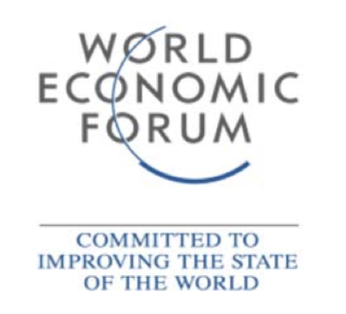 WORLD
ECONOMIC
FORUM
COMMITTED TO
IMPROVING THE STATE
OF THE WORLD